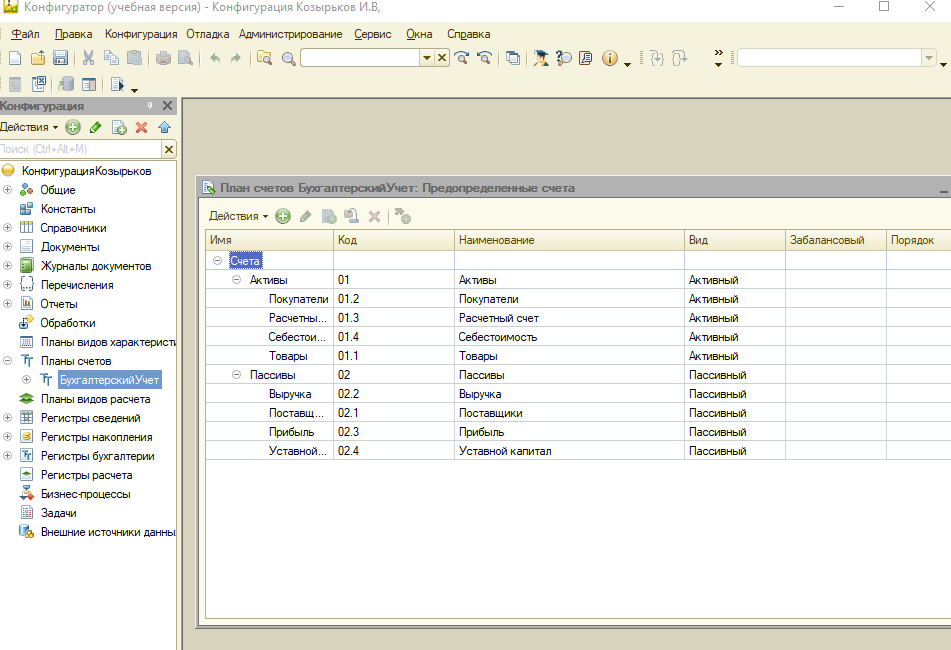 Конфигуратор (учебная версия) - Конфигурация Козырьков И.В,
Файл Правка Конфигурация Отладка Администрирование Сервис Окна Справка
Конфигурация
Действия
Поиск (Ctrl+Alt+M)
КонфигурацияКозырьков
Общие
Константы
Справочники
Документы
Журналы документов
Перечисления
Отчеты
Обработки
Планы видов характеристи
Планы счетов
БухгалтерскийУчет
Планы видов расчета
Регистры сведений
Регистры накопления
Регистры бухгалтерии
Регистры расчета
Бизнес-процессы
Задачи
Внешние источники данны
План счетов БухгалтерскийУчет: Предопределенные счета
Действия
Имя Код Наименование Вид Забалансовый Порядок
Счета
Активы 01 Активы Активный
Покупатели 01.2 Покупатели Активный
Расчетны... 01.3 Расчетный счет Активный
Себестои... 01.4 Себестоимость Активный
Товары 01.1 Товары Активный
Пассивы 02 Пассивы Пассивный
Выручка 02.2 Выручка Пассивный
Поставщ... 02.1 Поставщики Пассивный
Прибыль 02.3 Прибыль Пассивный
Уставной... 02.4 Уставной капитал Пассивный